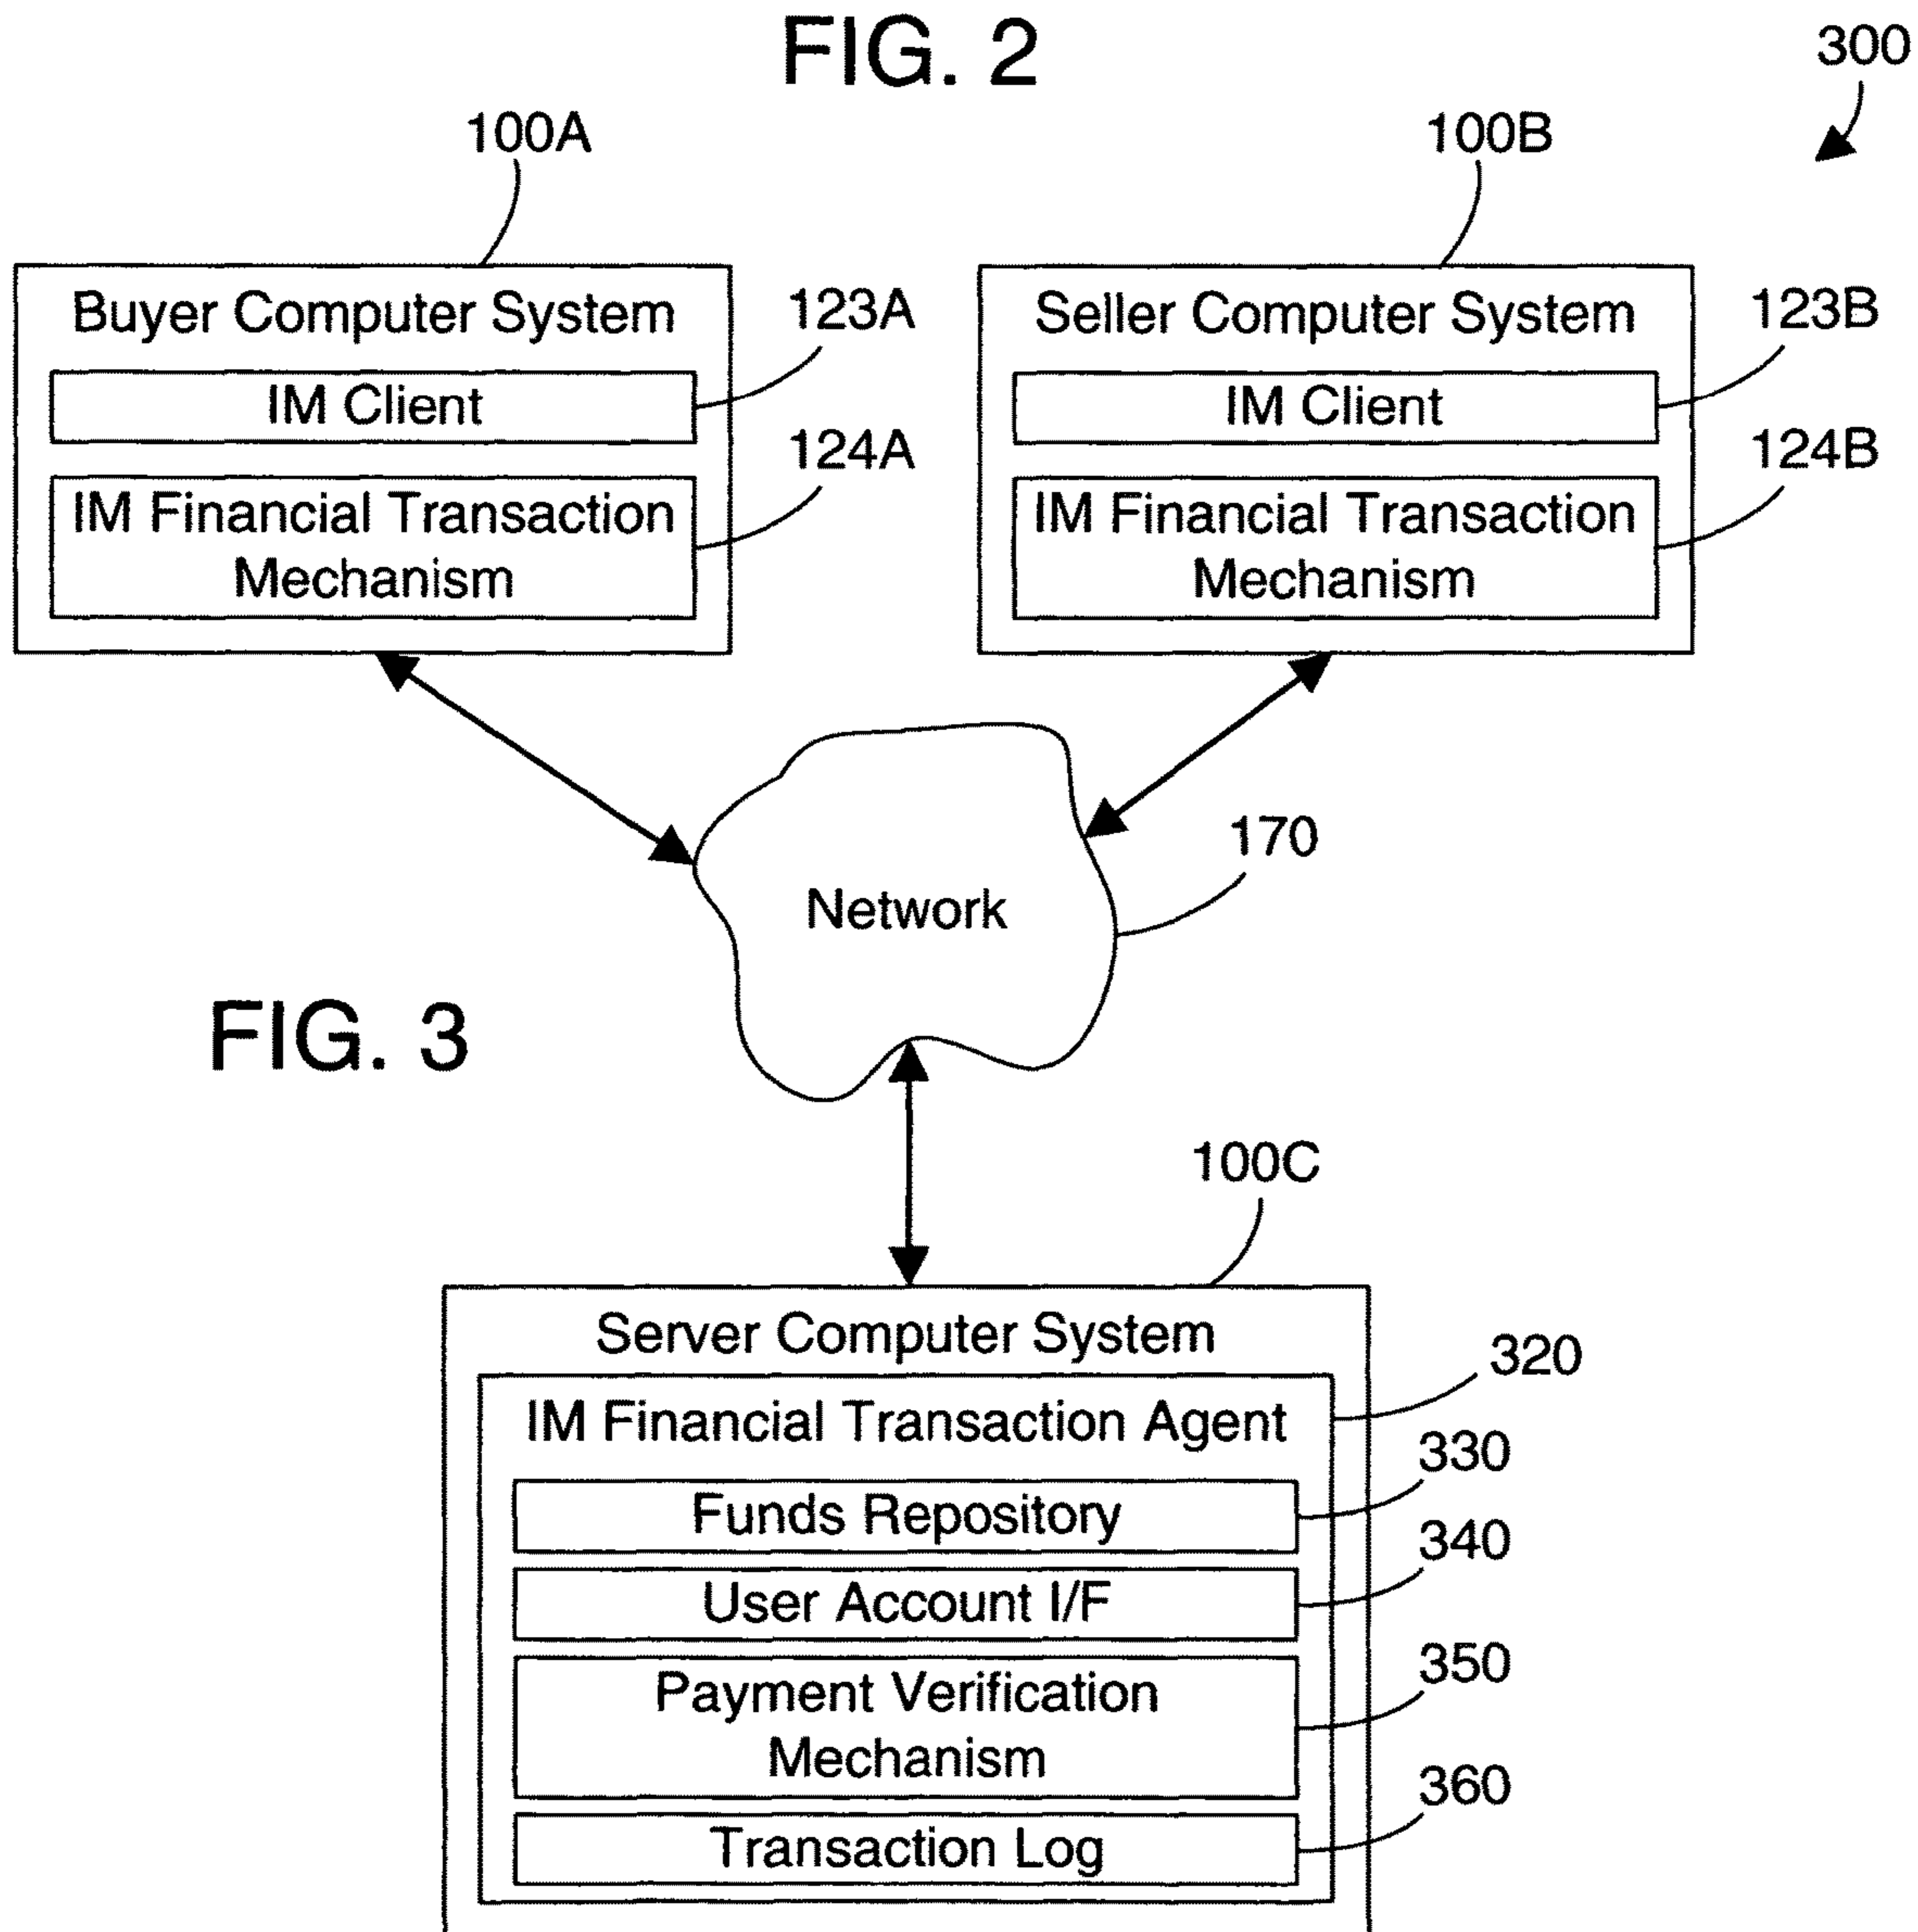 FIG. 2
300
100A
100B
Buyer Computer System
123A
IM Client
124A
IM Financial Transaction
Mechanism
Seller Computer System
123B
IM Client
124B
IM Financial Transaction
Mechanism
Network
170
FIG. 3
100C
Server Computer System
320
IM Financial Transaction Agent
330
Funds Repository
340
User Account I/F
350
Payment Verification
Mechanism
360
Transaction Log